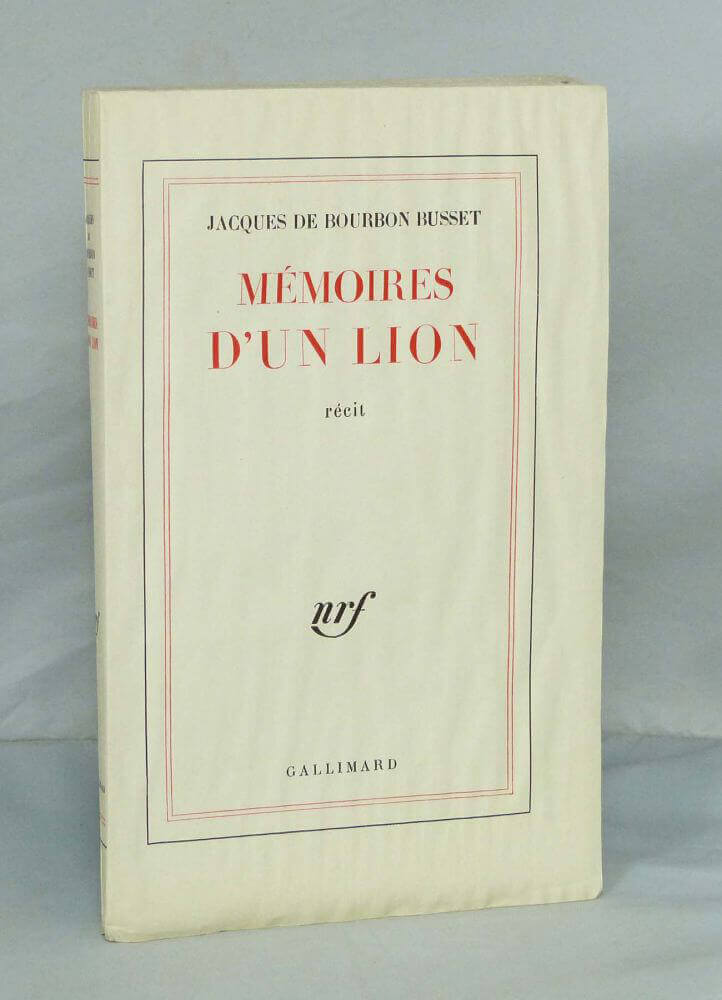 JACQUES DE BOURBON BUSSET
MÉMOIRES
D'UN LION
récit
nrf
GALLIMARD